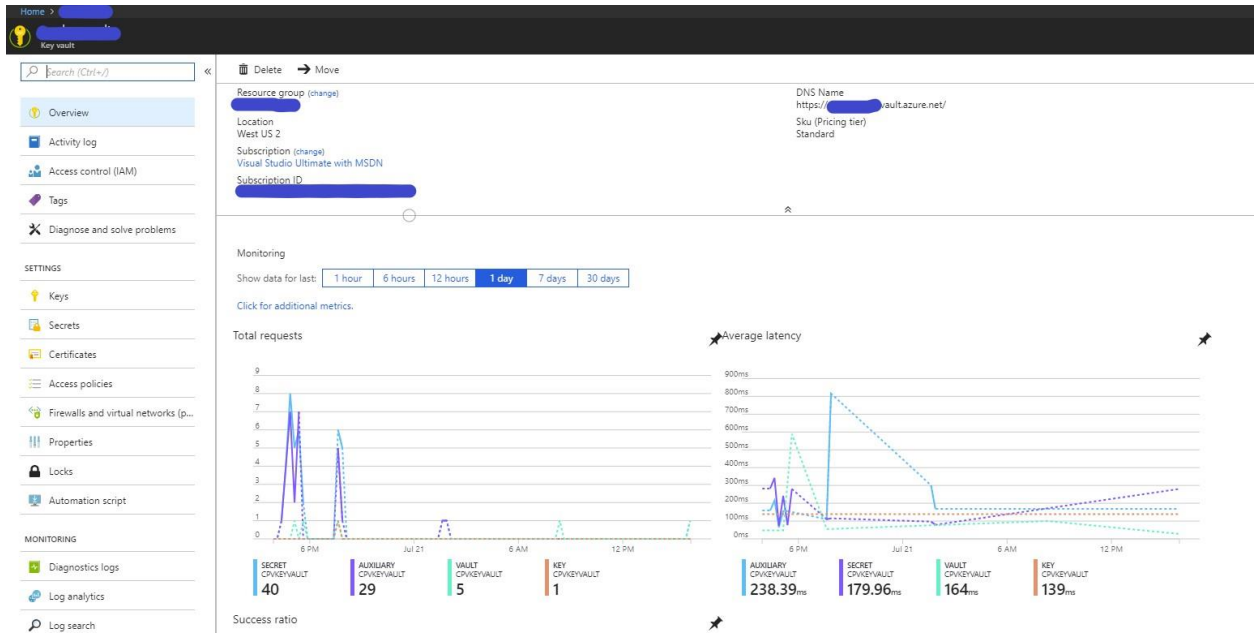 Home >
Key vault
Search (Ctrl+/)
«
Overview
Activity log
Access control (IAM)
Tags
Diagnose and solve problems
SETTINGS
Keys
Secrets
Certificates
Access policies
Firewalls and virtual networks (p...
Properties
Locks
Automation script
MONITORING
Diagnostics logs
Log analytics
Log search
Delete Move
Resource group (change)
Location
West US 2
Subscription (change)
Visual Studio Ultimate with MSDN
Subscription ID
DNS Name
https:// vault.azure.net/
Sku (Pricing tier)
Standard
Monitoring
Show data for last: 1 hour 6 hours 12 hours 1 day 7 days 30 days
Click for additional metrics.
Total requests
9
8
7
6
5
4
3
2
1
0
6 PM Jul 21 6 AM 12 PM
SECRET AUXILIARY VAULT KEY
CPVKEYVAULT CPVKEYVAULT CPVKEYVAULT CPVKEYVAULT
40 29 5 1
Average latency
900ms
800ms
700ms
600ms
500ms
400ms
300ms
200ms
100ms
0ms
6 PM Jul 21 6 AM 12 PM
AUXILIARY SECRET VAULT KEY
CPVKEYVAULT CPVKEYVAULT CPVKEYVAULT CPVKEYVAULT
238.39ms 179.96ms 164ms 139ms
Success ratio